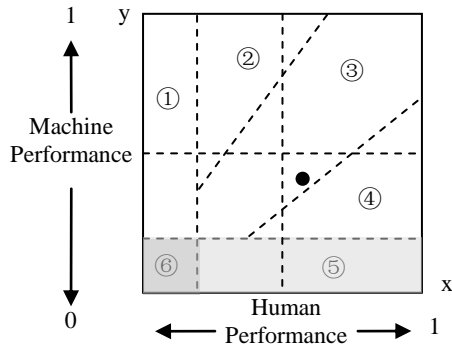 1
y
①
②
③
Machine
Performance
④
⑥
⑤
x
0
Human
Performance
1